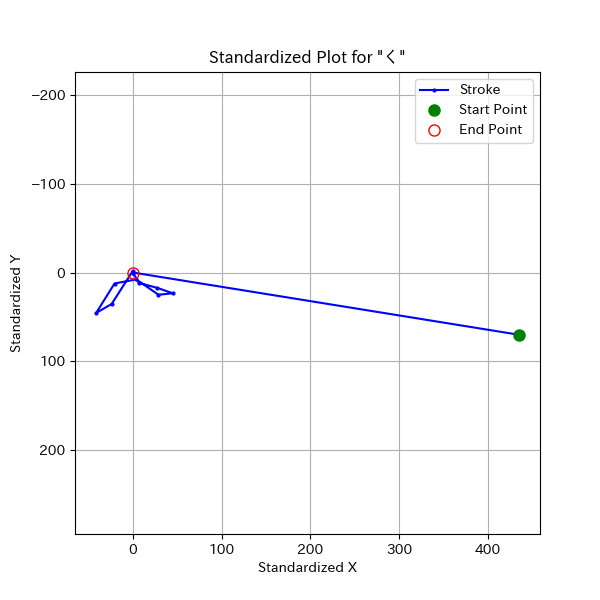 Standardized Plot for "く"
Stroke
Start Point
End Point
Standardized Y
-200
-100
0
100
200
0 100 200 300 400
Standardized X